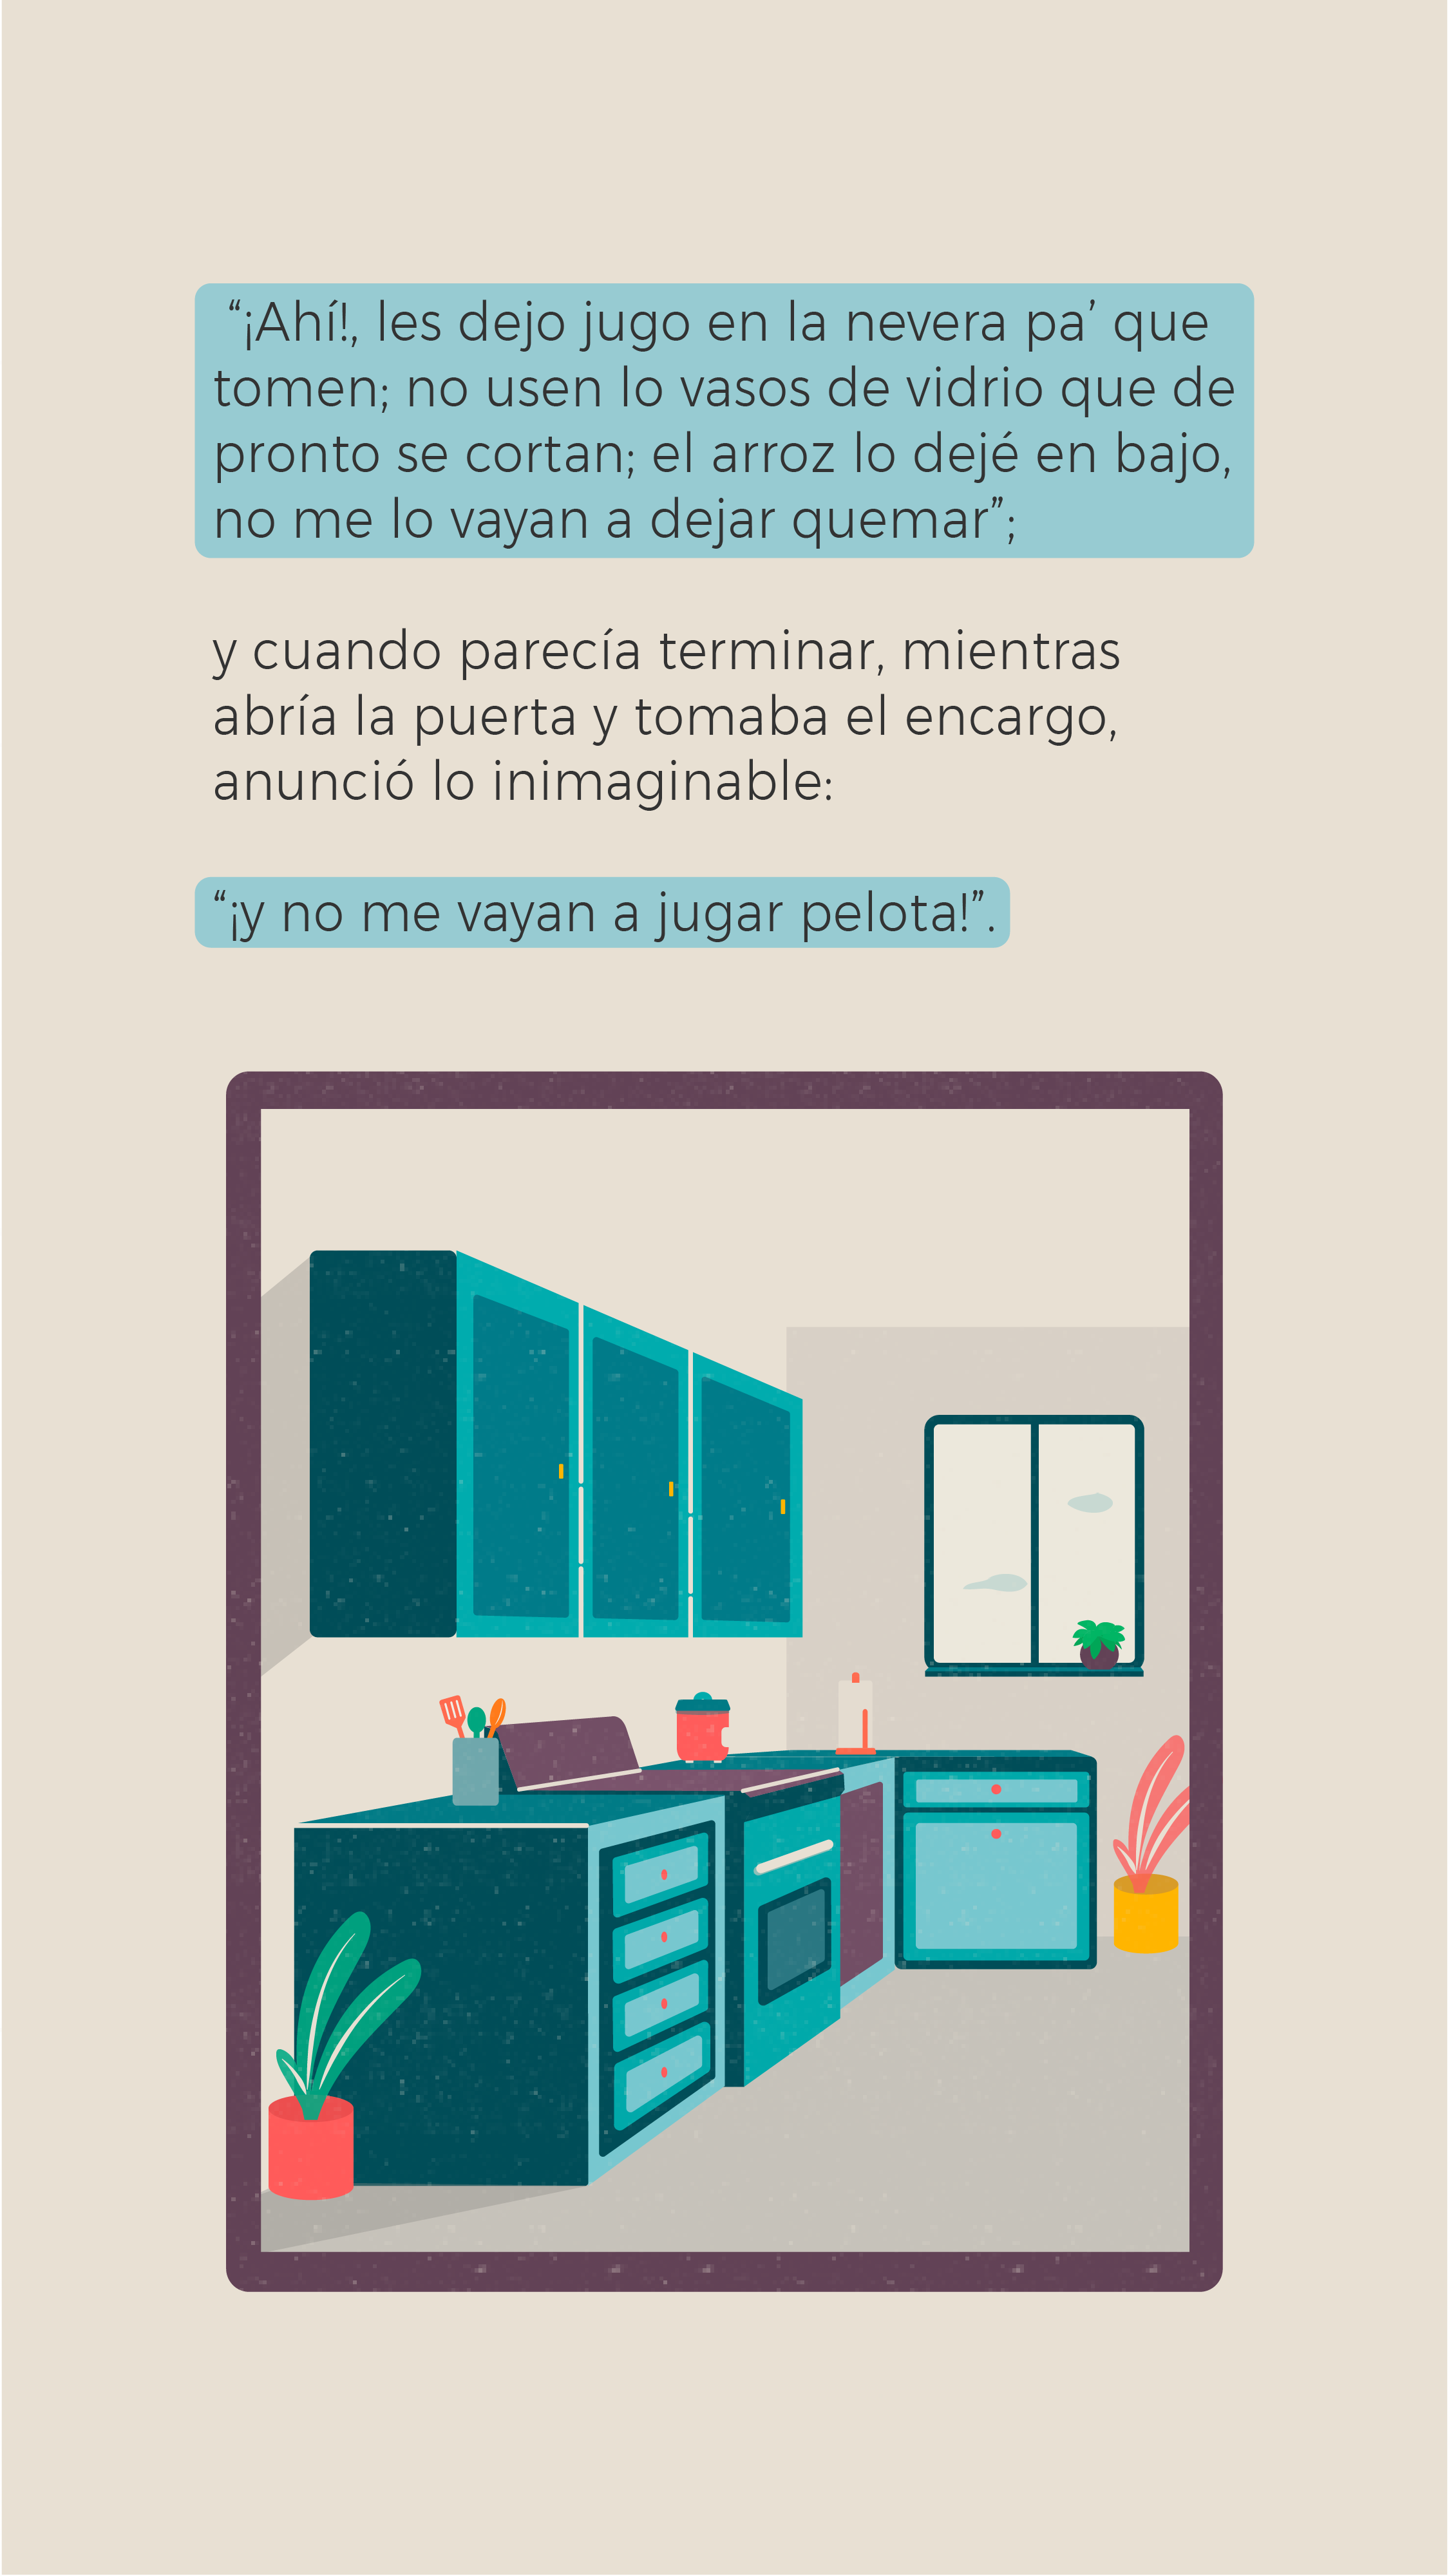 “¡Ahí!, les dejo jugo en la nevera pa’ que
tomen; no usen lo vasos de vidrio que de
pronto se cortan; el arroz lo dejé en bajo,
no me lo vayan a dejar quemar”;
y cuando parecía terminar, mientras
abría la puerta y tomaba el encargo,
anunció lo inimaginable:
“¡y no me vayan a jugar pelota!”.